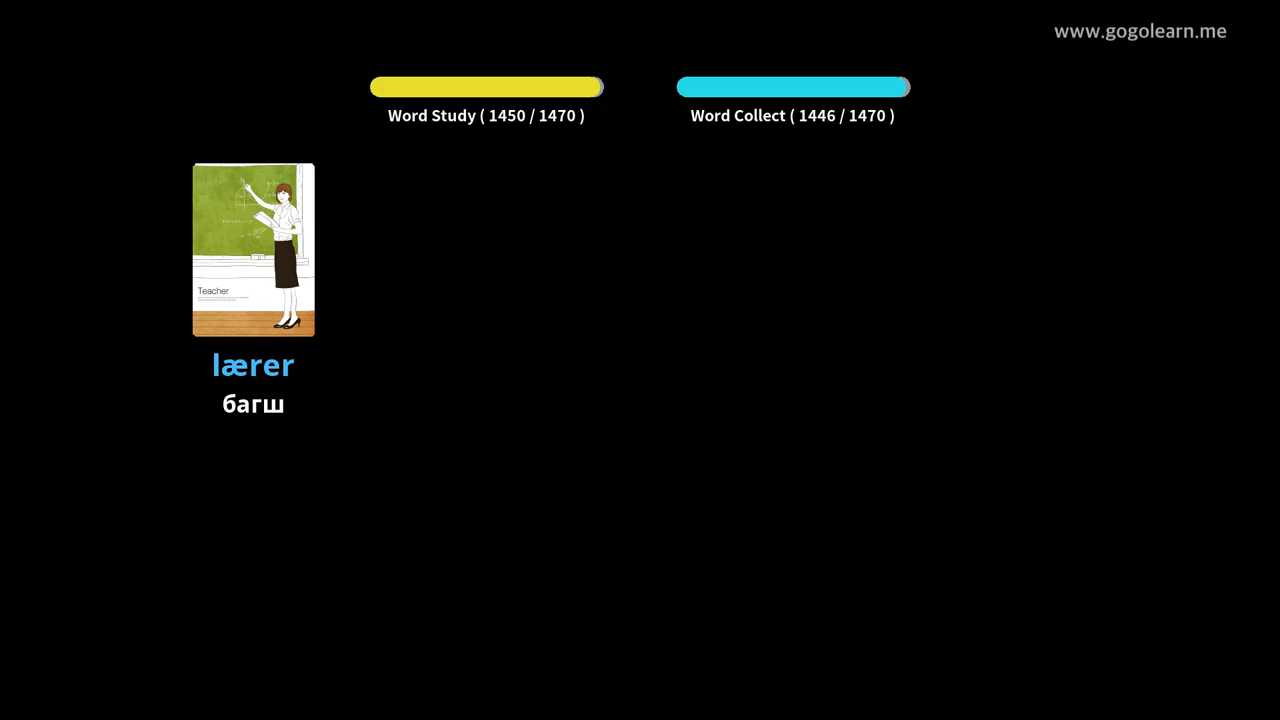 www.gogolearn.me
Word Study ( 1450 / 1470 )
Word Collect ( 1446 / 1470 )
Teacher
lærer
багш